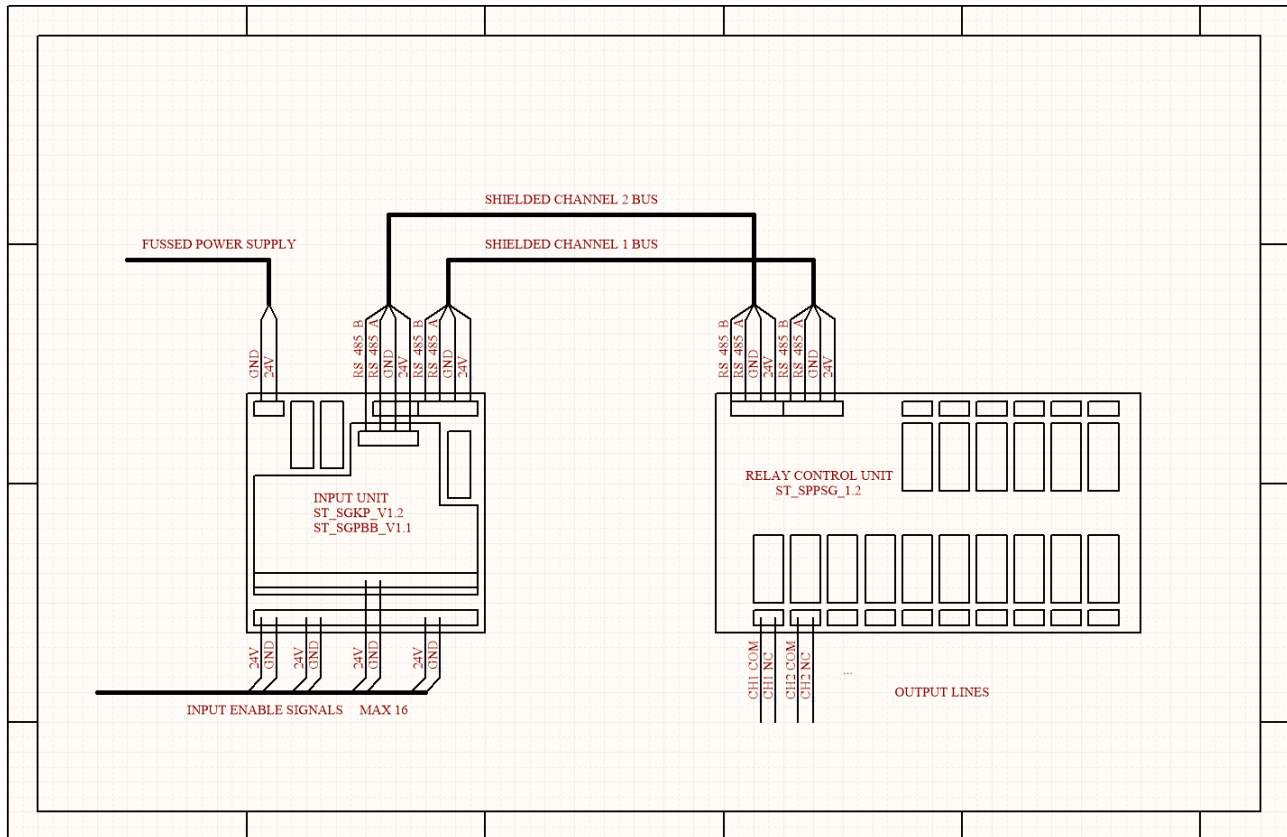 SHIELDED CHANNEL 2 BUS
FUSSED POWER SUPPLY
SHIELDED CHANNEL 1 BUS
GND
24V
RS 485 B
RS 485 A
GND
24V
RS 485 B
RS 485 A
GND
24V
RS 485 B
RS 485 A
GND
24V
RS 485 B
RS 485 A
GND
24V
INPUT UNIT
ST_SGKP_V1.2
ST_SGPBB_V1.1
RELAY CONTROL UNIT
ST_SPPSG_1.2
24V
GND
24V
GND
24V
GND
24V
GND
CH1 COM
CH1 NC
CH2 COM
CH2 NC
...
INPUT ENABLE SIGNALS MAX 16
OUTPUT LINES